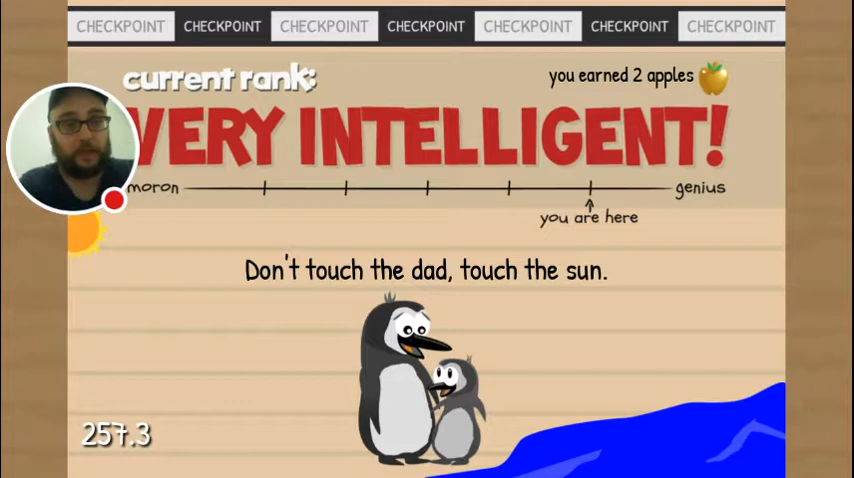 CHECKPOINT CHECKPOINT CHECKPOINT CHECKPOINT CHECKPOINT CHECKPOINT CHECKPOINT
current rank:
you earned 2 apples
VERY INTELLIGENT!
moron
genius
you are here
Don't touch the dad, touch the sun.
257.3